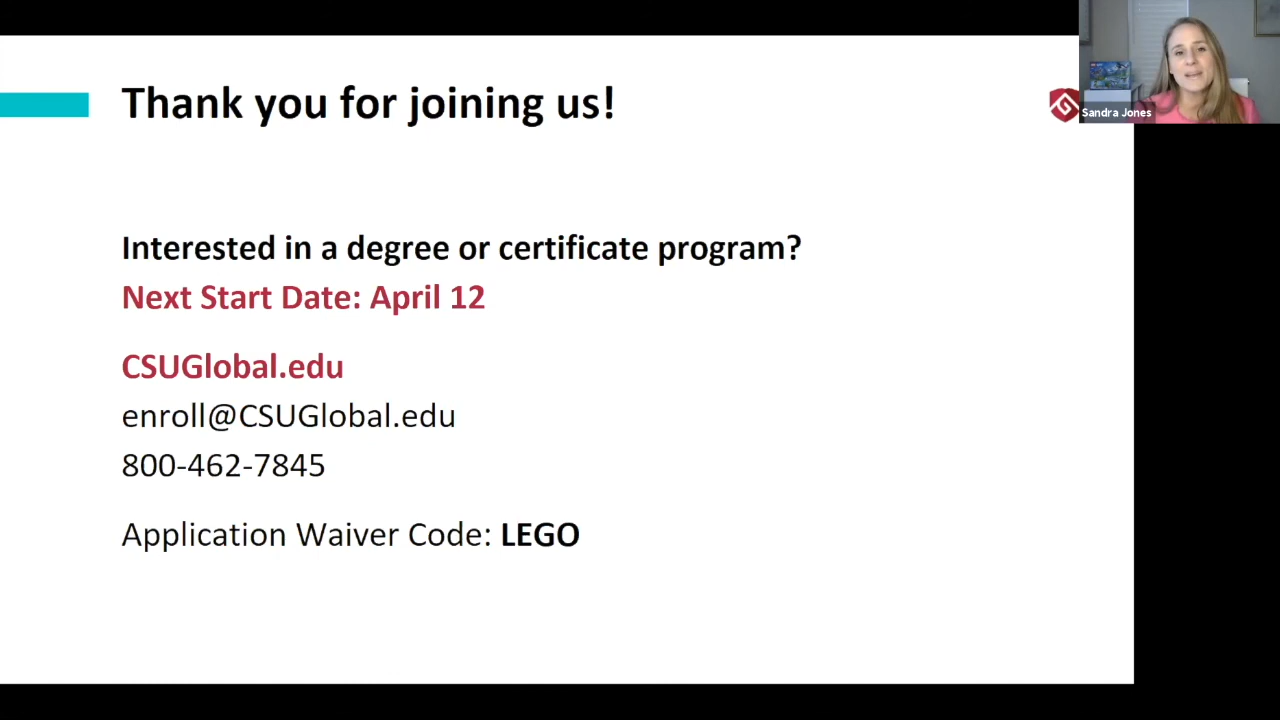 Thank you for joining us!
Sandra Jones
Interested in a degree or certificate program?
Next Start Date: April 12
CSUGlobal.edu
enroll@CSUGlobal.edu
800-462-7845
Application Waiver Code: LEGO